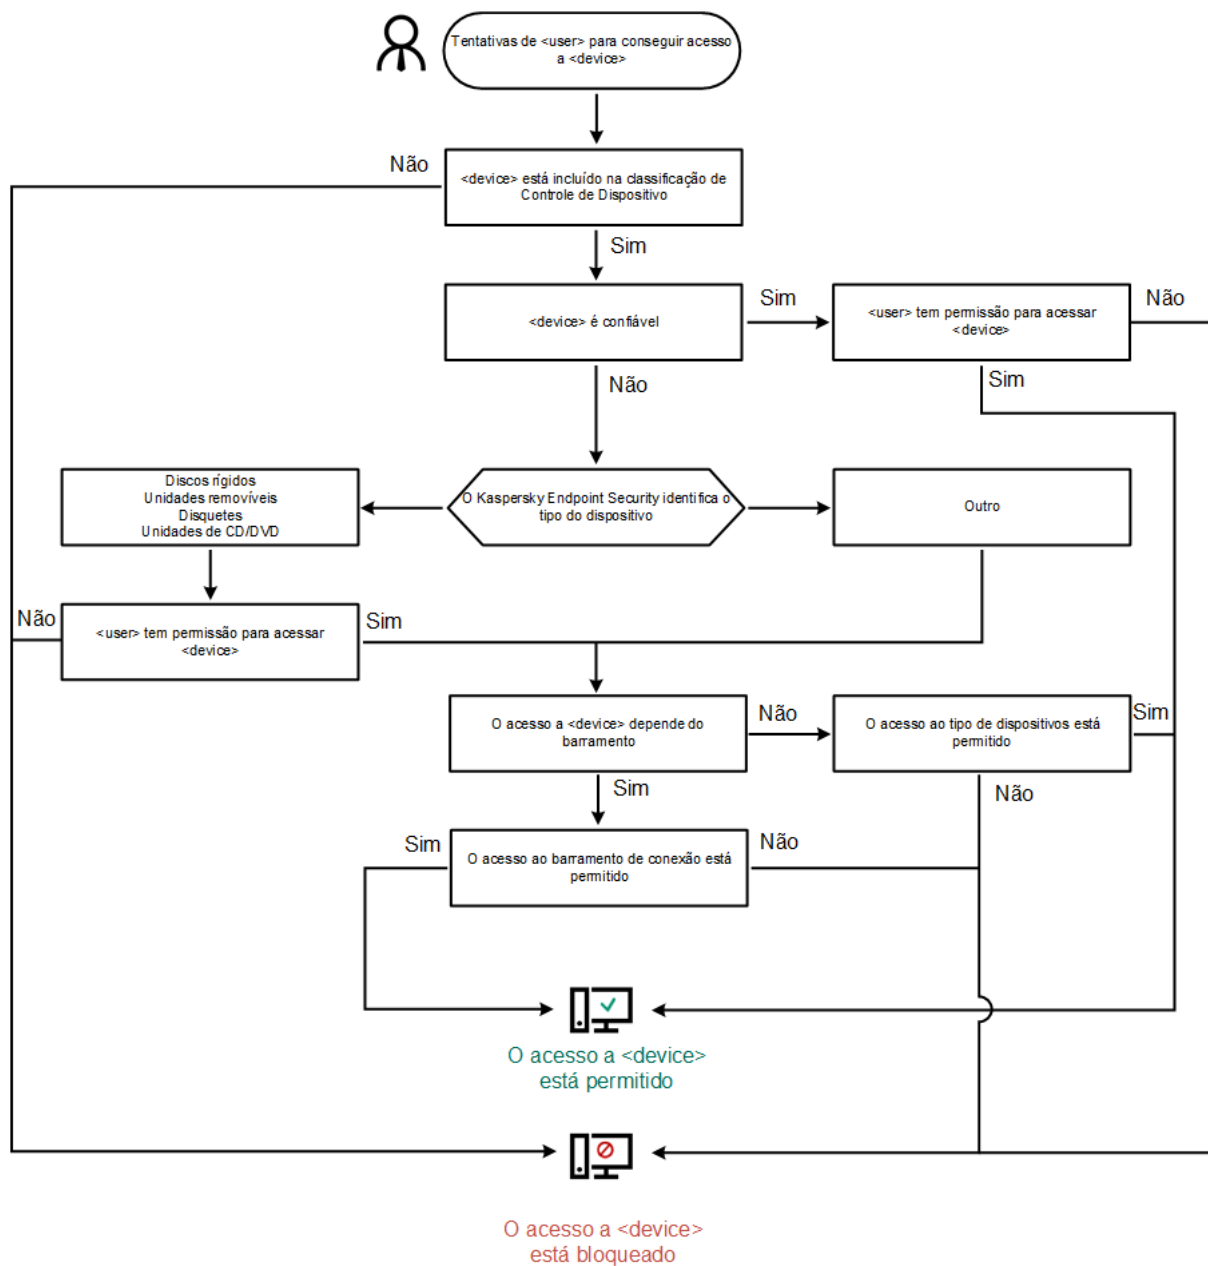 Tentativas de <user> para conseguir acesso
a <device>
Não
<device> está incluído na classificação de
Controle de Dispositivo
Sim
<device> é confiável
Sim
<user> tem permissão para acessar
<device>
Não
Não
Sim
Discos rígidos
Unidades removíveis
Disquetes
Unidades de CD/DVD
O Kaspersky Endpoint Security identifica o
tipo do dispositivo
Outro
Não
<user> tem permissão para acessar
<device>
Sim
O acesso a <device> depende do
barramento
Não
O acesso ao tipo de dispositivos está
permitido
Sim
Sim
Não
Sim
O acesso ao barramento de conexão está
permitido
Não
O acesso a <device>
está permitido
O acesso a <device>
está bloqueado